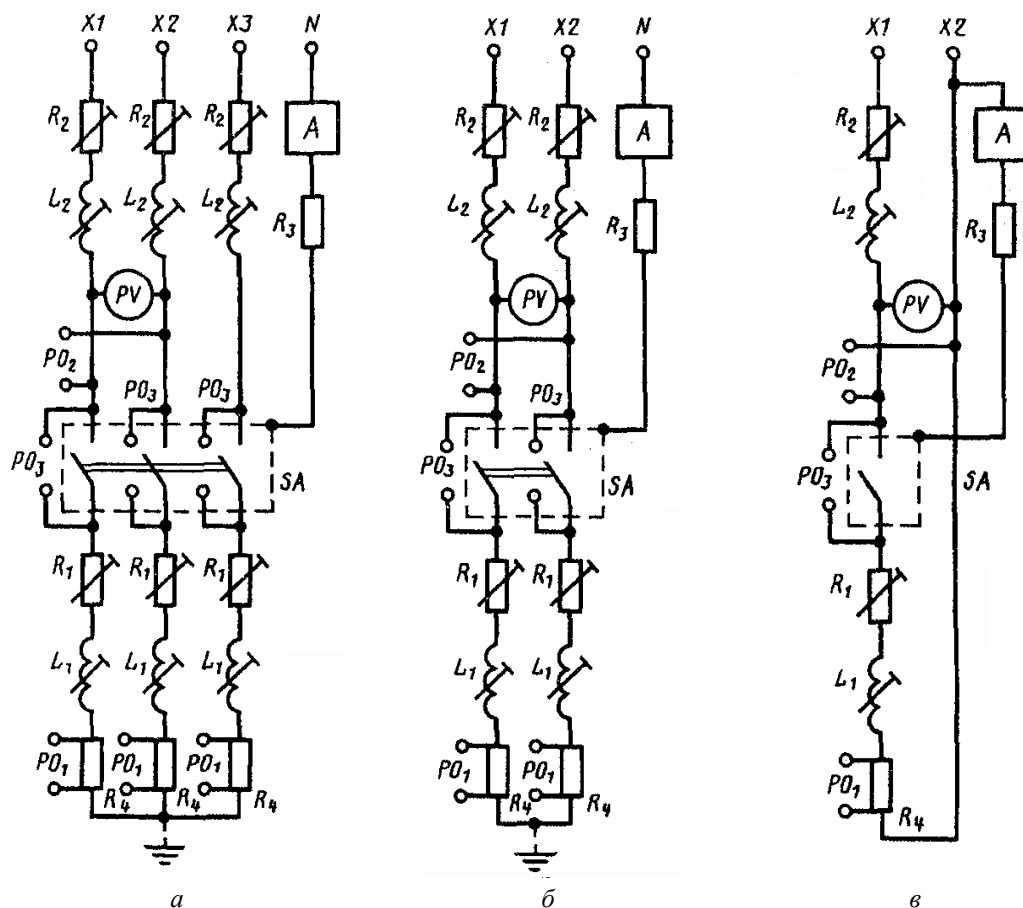 X1 X2 X3 N X1 X2 N X1 X2
R2 R2 R2 A R2 R2 A R2 A
L2 L2 L2 R3 L2 L2 R3 L2 R3
PV PV PV
PO2 PO2 PO2
PO3 PO3 PO3
PO3 SA PO3 SA PO3 SA
R1 R1 R1 R1 R1 R1
L1 L1 L1 L1 L1 L1
PO1 PO1 PO1 PO1 PO1 PO1
R4 R4 R4 R4 R4 R4
а б в